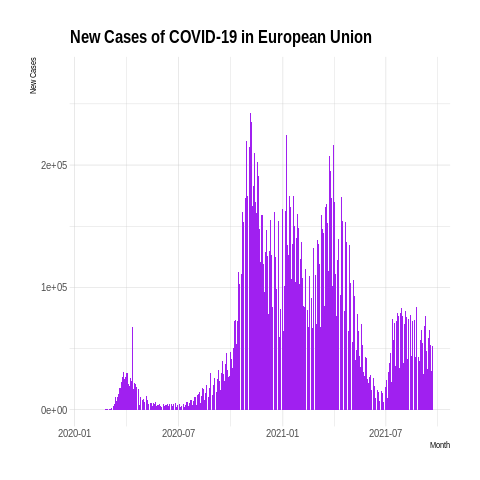 New Cases of COVID-19 in European Union
New Cases
2e+05
1e+05
0e+00
2020-01 2020-07 2021-01 2021-07
Month